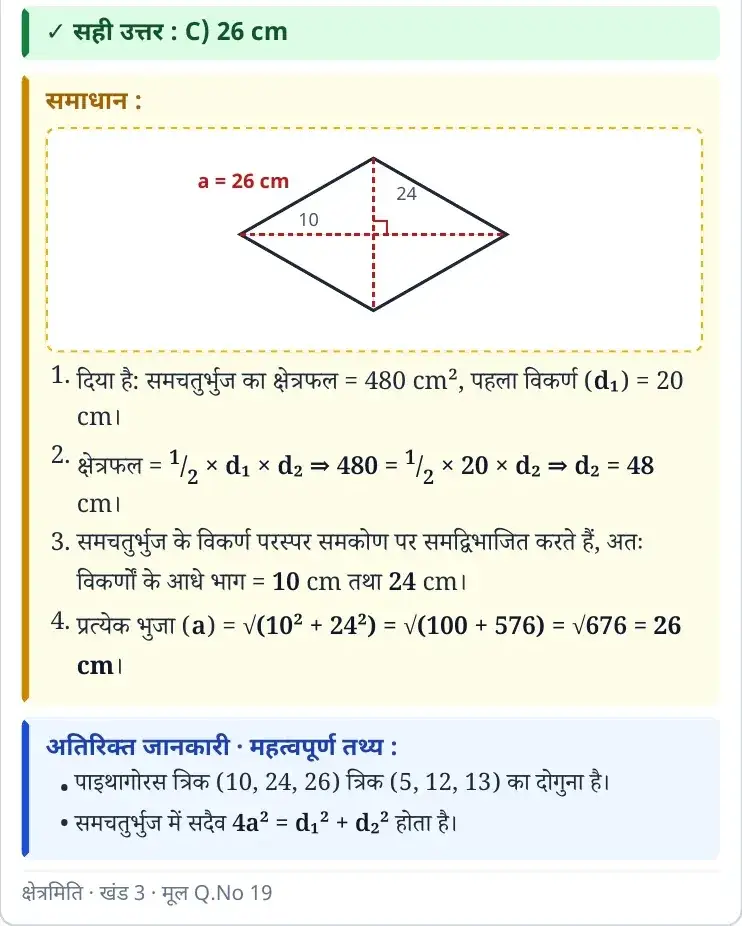 ✓ सही उत्तर : C) 26 cm
समाधान :
a = 26 cm
24
10
1. दिया है: समचतुर्भुज का क्षेत्रफल = 480 cm², पहला विकर्ण (d₁) = 20
cm।
2. क्षेत्रफल = ¹/₂ × d₁ × d₂ ⇒ 480 = ¹/₂ × 20 × d₂ ⇒ d₂ = 48
cm।
3. समचतुर्भुज के विकर्ण परस्पर समकोण पर समद्विभाजित करते हैं, अतः
विकर्णों के आधे भाग = 10 cm तथा 24 cm।
4. प्रत्येक भुजा (a) = √(10² + 24²) = √(100 + 576) = √676 = 26
cm।
अतिरिक्त जानकारी · महत्वपूर्ण तथ्य :
• पाइथागोरस त्रिक (10, 24, 26) त्रिक (5, 12, 13) का दोगुना है।
• समचतुर्भुज में सदैव 4a² = d₁² + d₂² होता है।
क्षेत्रमिति · खंड 3 · मूल Q.No 19